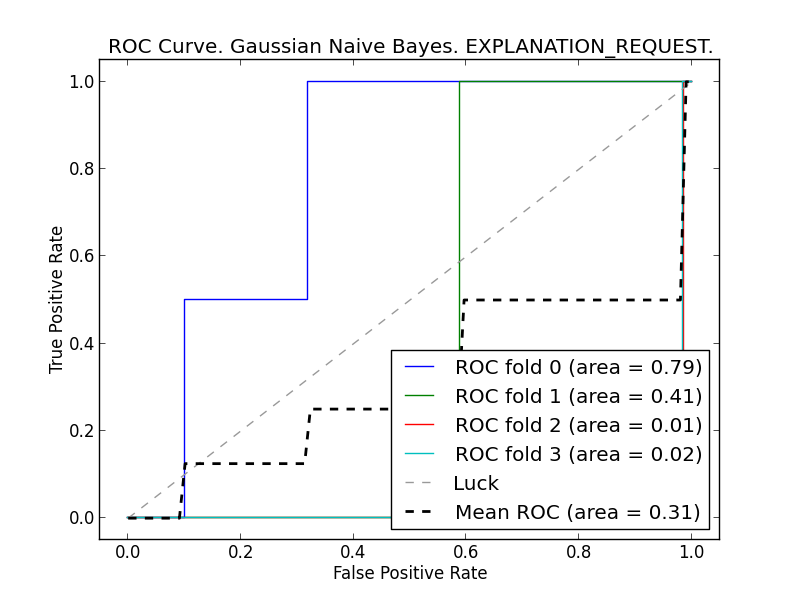 ROC Curve. Gaussian Naive Bayes. EXPLANATION_REQUEST.
1.0
0.8
0.6
0.4
0.2
0.0
True Positive Rate
ROC fold 0 (area = 0.79)
ROC fold 1 (area = 0.41)
ROC fold 2 (area = 0.01)
ROC fold 3 (area = 0.02)
Luck
Mean ROC (area = 0.31)
0.0 0.2 0.4 0.6 0.8 1.0
False Positive Rate